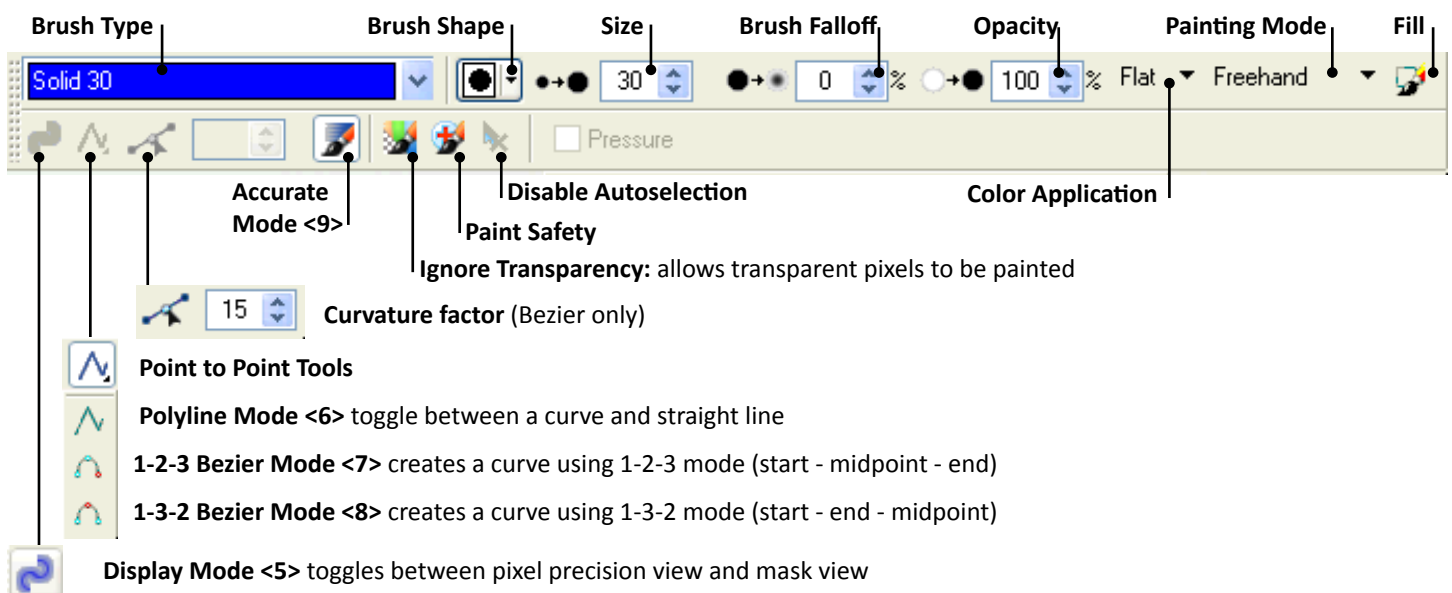 Brush Type Brush Shape Size Brush Falloff Opacity Painting Mode Fill
Solid 30 30 0 % 100 % Flat Freehand
Pressure
Accurate Mode <9>
Disable Autoselection
Color Application
Paint Safety
Ignore Transparency: allows transparent pixels to be painted
15 Curvature factor (Bezier only)
Point to Point Tools
Polyline Mode <6> toggle between a curve and straight line
1-2-3 Bezier Mode <7> creates a curve using 1-2-3 mode (start - midpoint - end)
1-3-2 Bezier Mode <8> creates a curve using 1-3-2 mode (start - end - midpoint)
Display Mode <5> toggles between pixel precision view and mask view